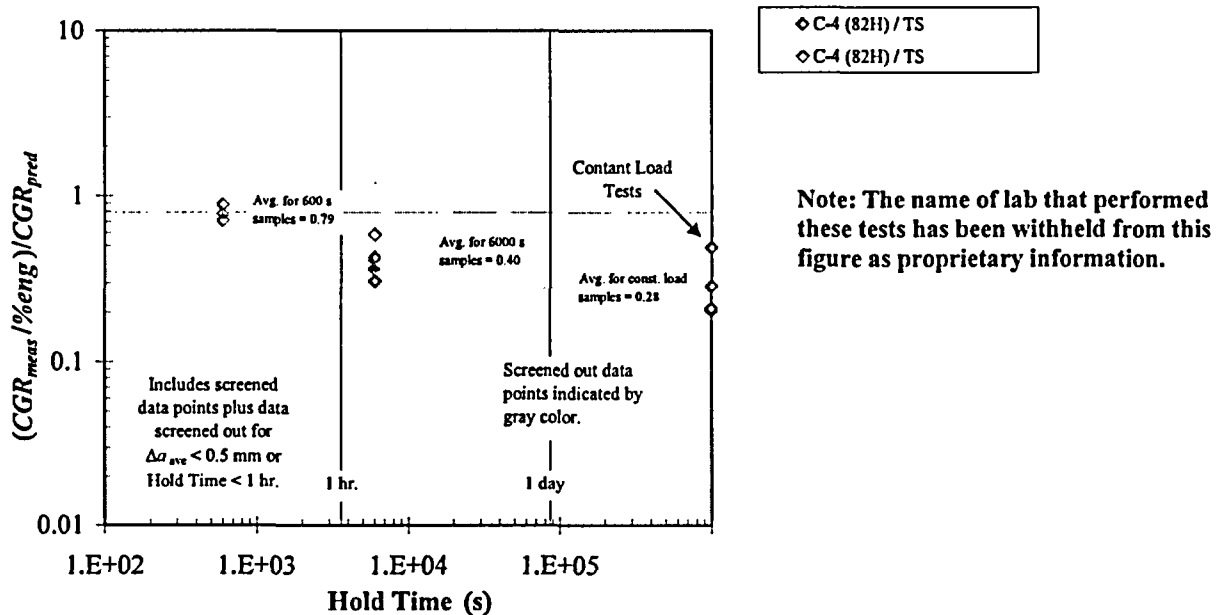 C-4 (82H) / TS
C-4 (82H) / TS
10
1
0.1
0.01
(CGR_meas /%eng)/CGR_pred
Avg. for 600 s
samples = 0.79
Avg. for 6000 s
samples = 0.40
Contant Load
Tests
Avg. for const. load
samples = 0.28
Includes screened
data points plus data
screened out for
Δa_ave < 0.5 mm or
Hold Time < 1 hr.
1 hr.
Screened out data
points indicated by
gray color.
1 day
1.E+02
1.E+03
1.E+04
1.E+05
Hold Time (s)
Note: The name of lab that performed
these tests has been withheld from this
figure as proprietary information.